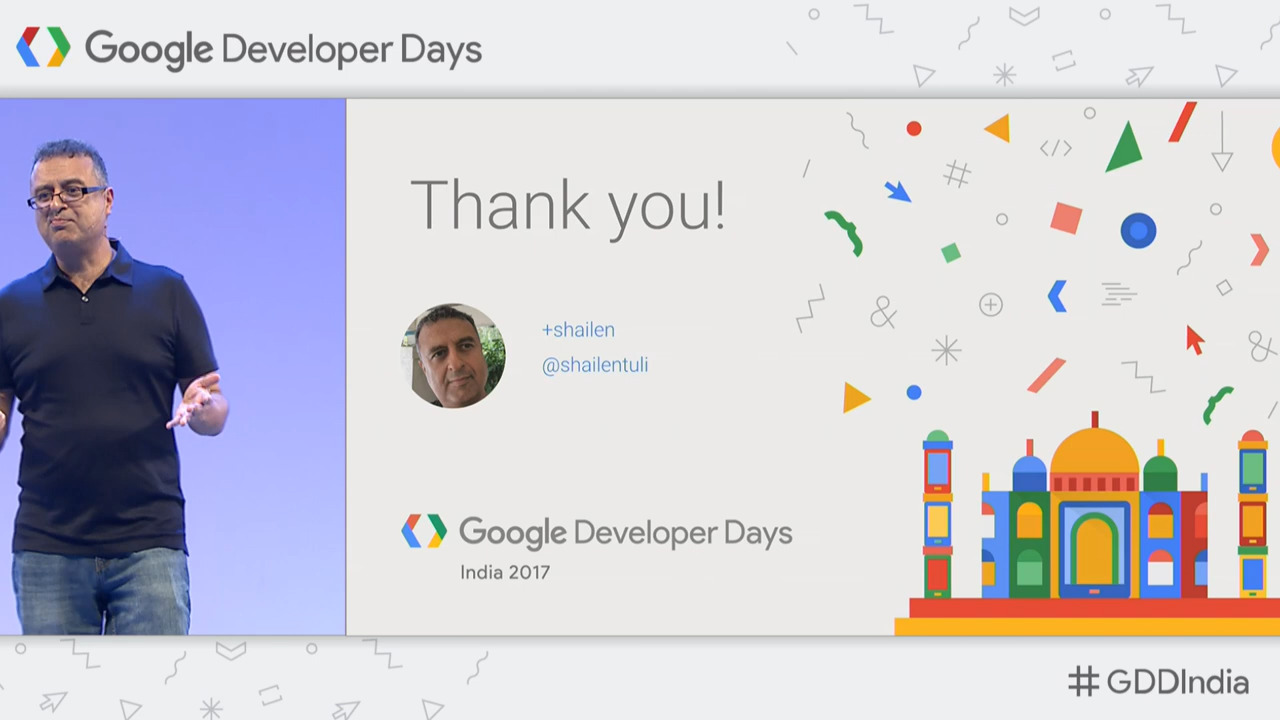 Google Developer Days
Thank you!
+shailen
@shailentuli
Google Developer Days
India 2017
#GDDIndia